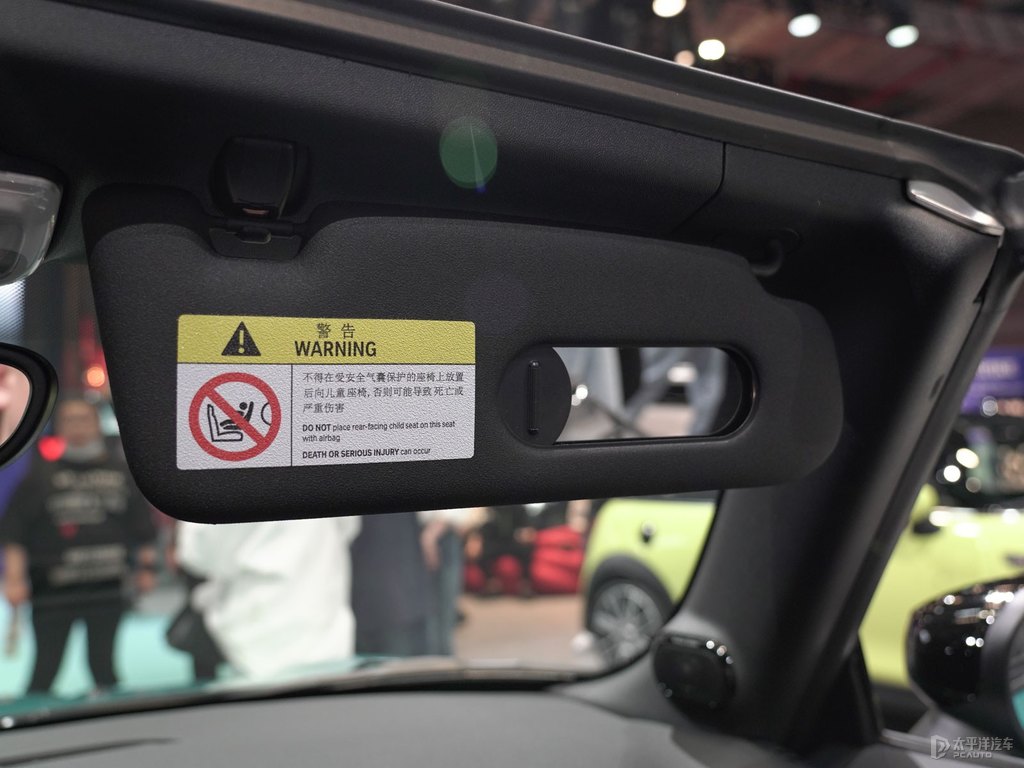 警告
WARNING
不得在受安全气囊保护的座椅上放置
后向儿童座椅,否则可能导致死亡或
严重伤害
DO NOT place rear-facing child seat on this seat
with airbag
DEATH OR SERIOUS INJURY can occur
太平洋汽车
PCAUTO